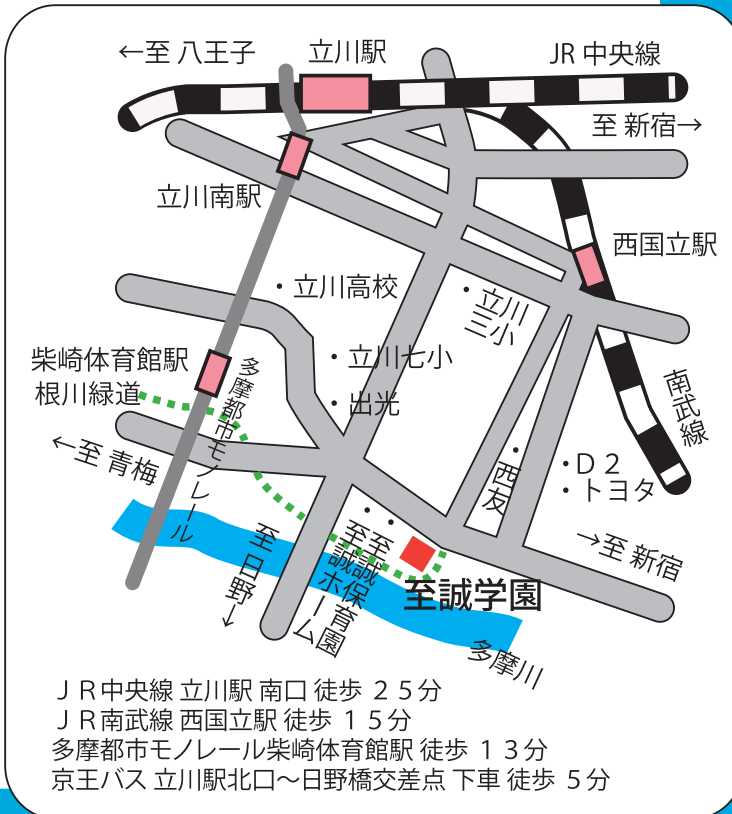 ←至 八王子
立川駅
JR 中央線
至 新宿→
立川南駅
西国立駅
・立川高校
・立川三小
柴崎体育館駅
・立川七小
根川緑道
多摩都市モノレール
・出光
南武線
←至 青梅
・西友
・D２
・トヨタ
→至 新宿
至 日野→
・至誠ホーム
・至誠保育園
至誠学園
多摩川
ＪＲ中央線 立川駅 南口 徒歩 ２５分
ＪＲ南武線 西国立駅 徒歩 １５分
多摩都市モノレール柴崎体育館駅 徒歩 １３分
京王バス 立川駅北口～日野橋交差点 下車 徒歩 ５分